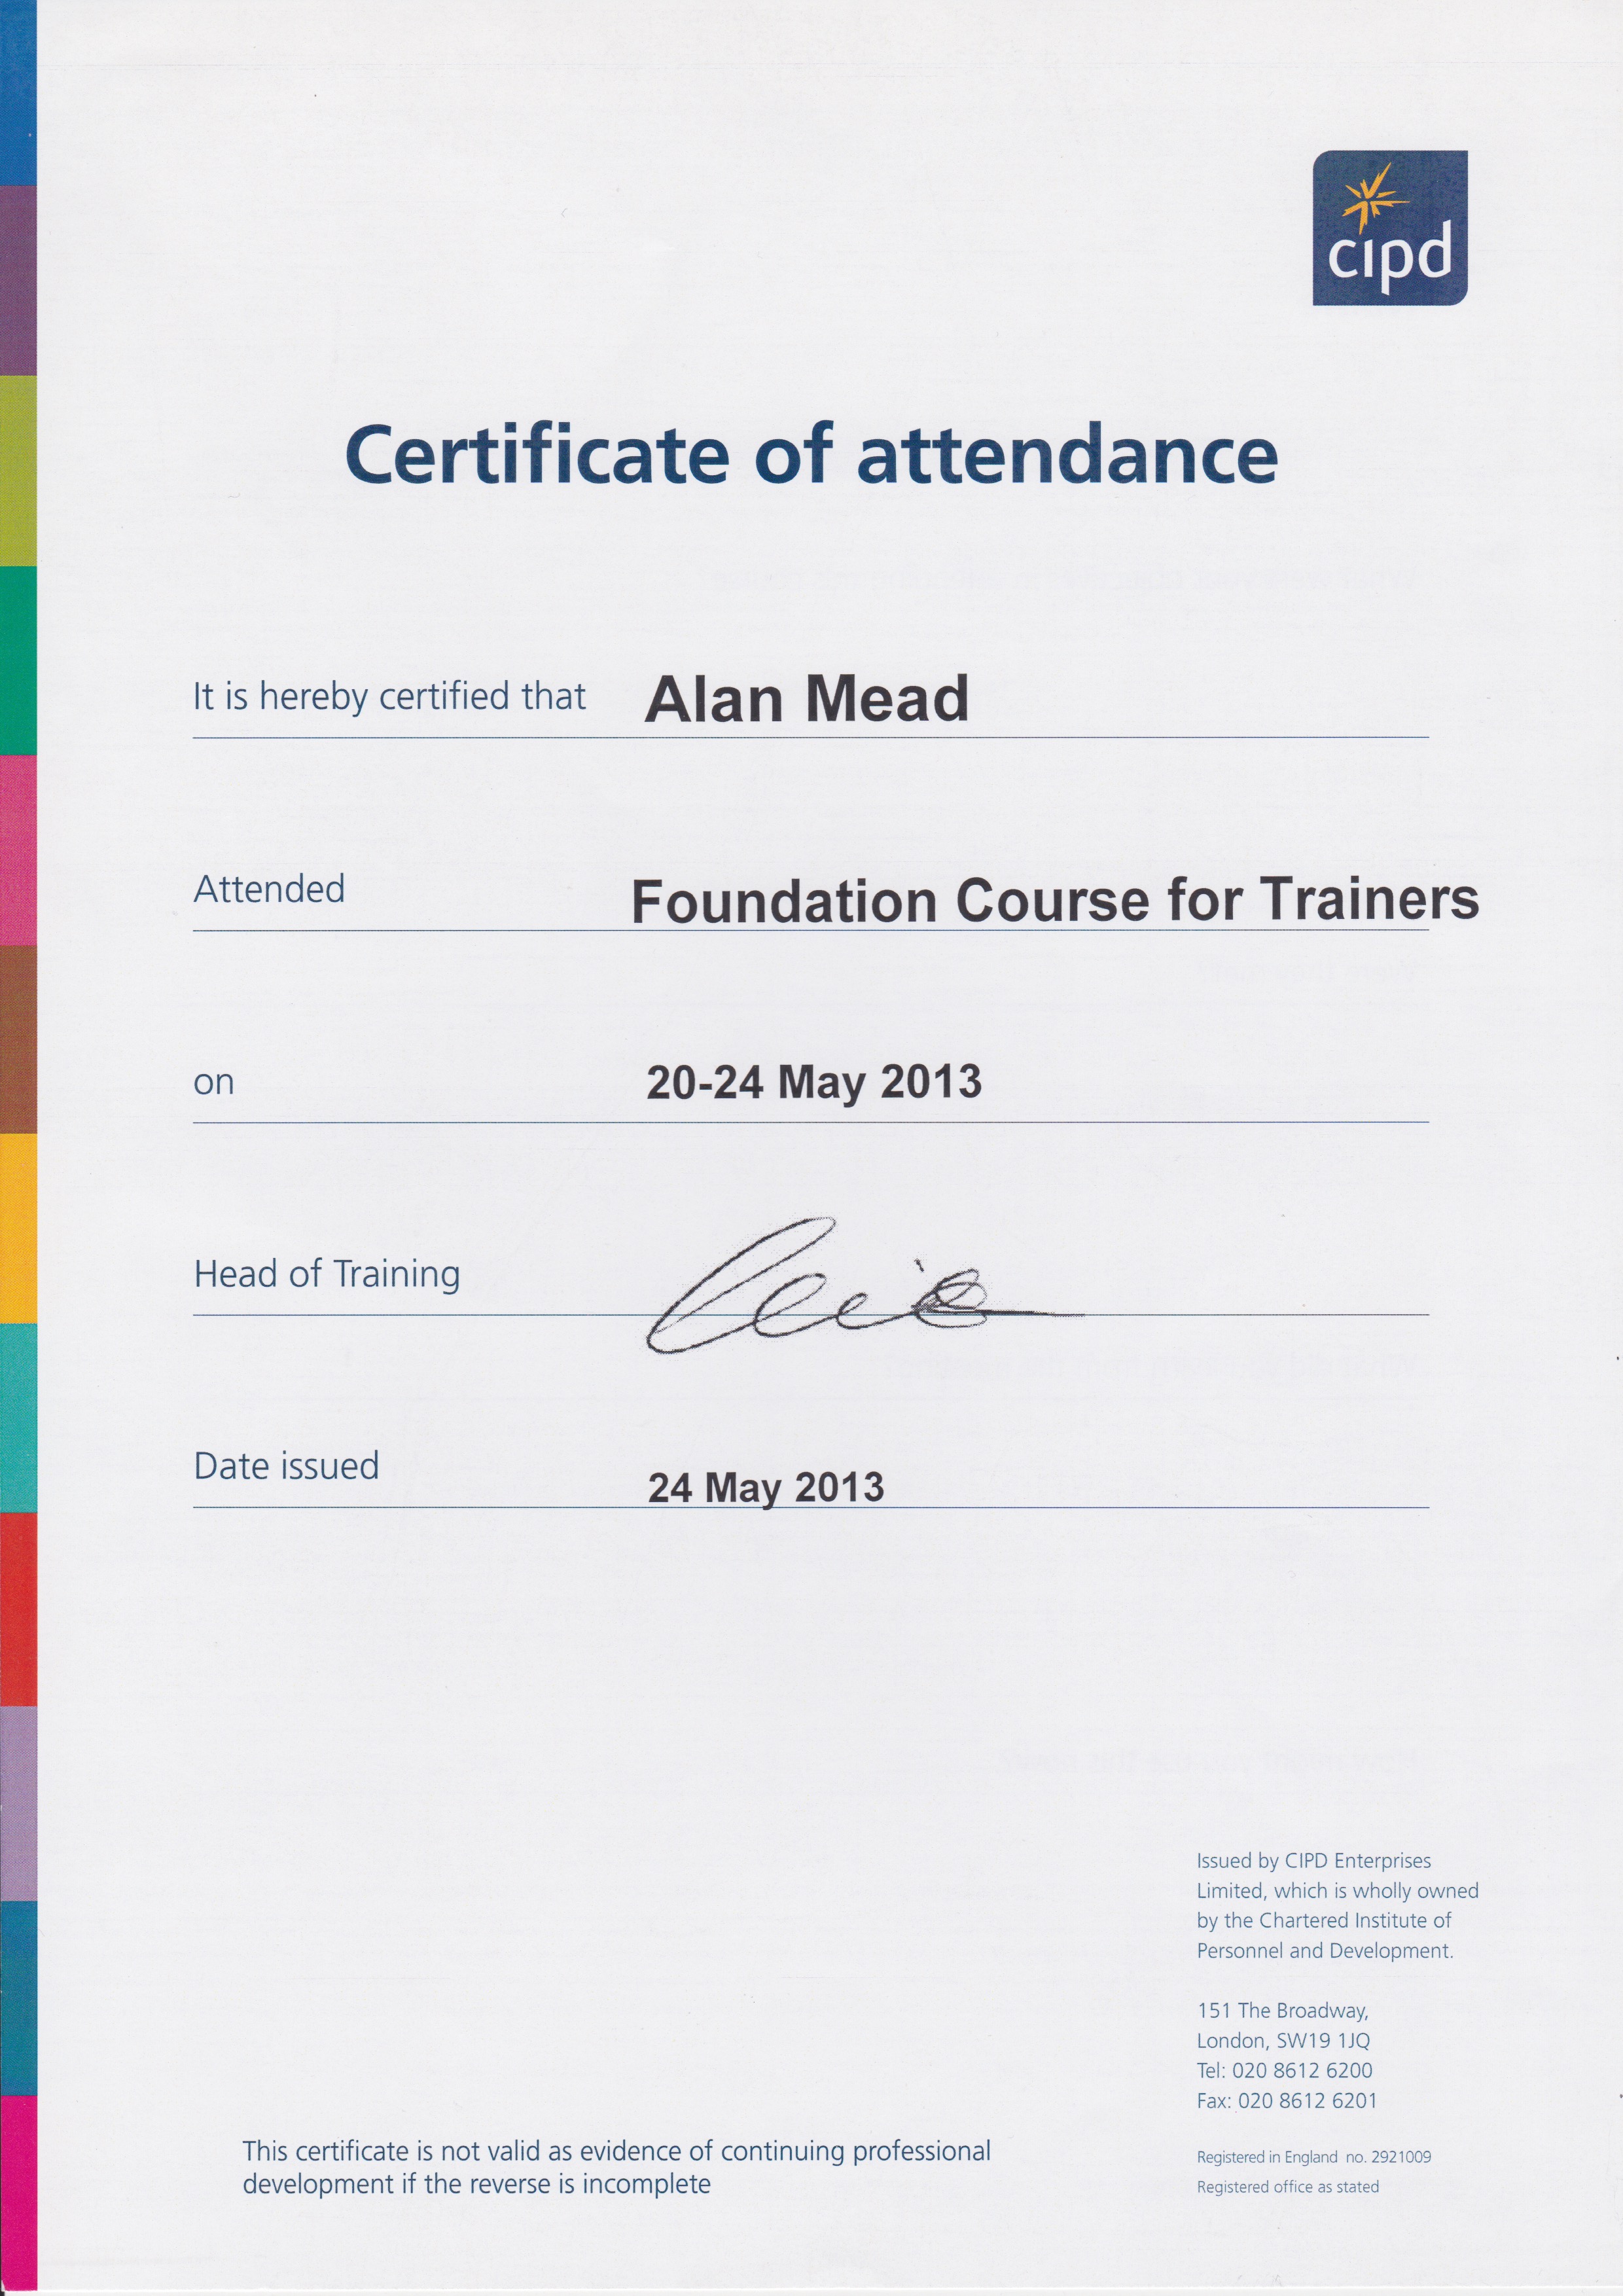 cipd
Certificate of attendance
It is hereby certified that Alan Mead
Attended Foundation Course for Trainers
on 20-24 May 2013
Head of Training
Date issued 24 May 2013
Issued by CIPD Enterprises
Limited, which is wholly owned
by the Chartered Institute of
Personnel and Development.
151 The Broadway,
London, SW19 1JQ
Tel: 020 8612 6200
Fax: 020 8612 6201
This certificate is not valid as evidence of continuing professional
development if the reverse is incomplete
Registered in England no. 2921009
Registered office as stated